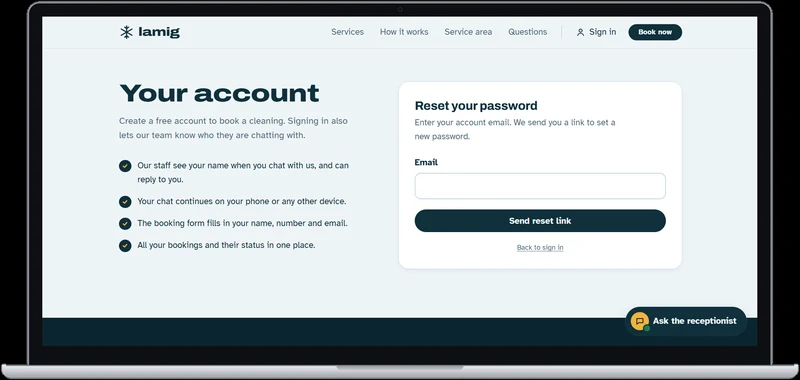 lamig
Services
How it works
Service area
Questions
Sign in
Book now
Your account
Create a free account to book a cleaning. Signing in also
lets our team know who they are chatting with.
Our staff see your name when you chat with us, and can
reply to you.
Your chat continues on your phone or any other device.
The booking form fills in your name, number and email.
All your bookings and their status in one place.
Reset your password
Enter your account email. We send you a link to set a
new password.
Email
Send reset link
Back to sign in
Ask the receptionist